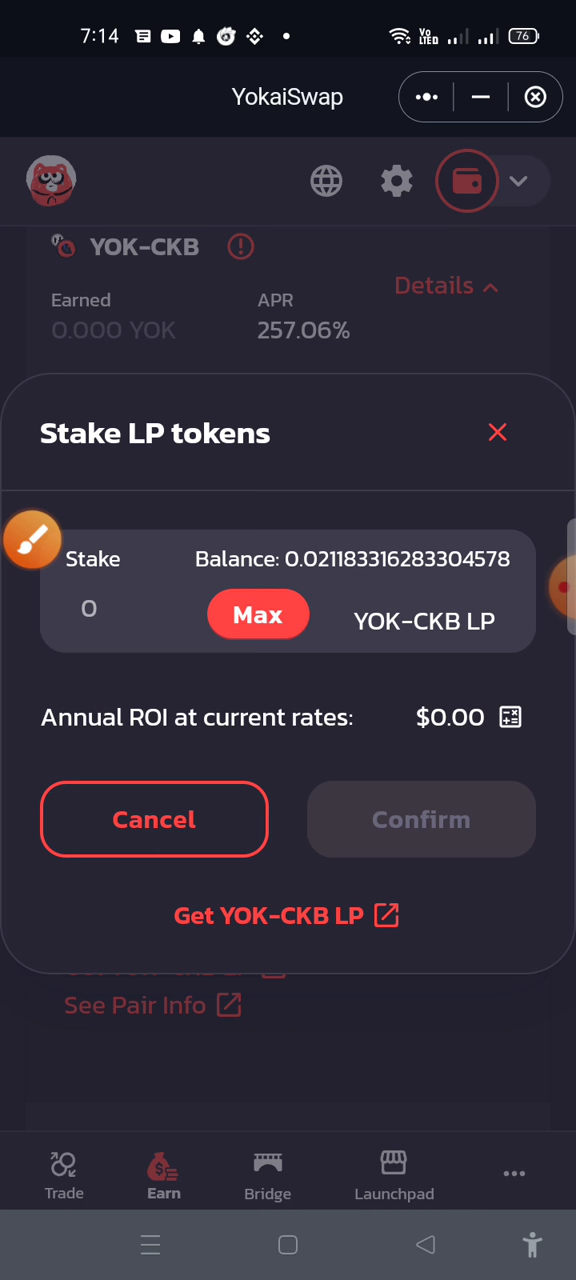 7:14
Vo
LTED
76
YokaiSwap
YOK-CKB
Details
Earned
APR
0.000 YOK
257.06%
Stake LP tokens
Stake
Balance: 0.021183316283304578
0
Max
YOK-CKB LP
Annual ROI at current rates:
$0.00
Cancel
Confirm
Get YOK-CKB LP
See Pair Info
Trade
Earn
Bridge
Launchpad